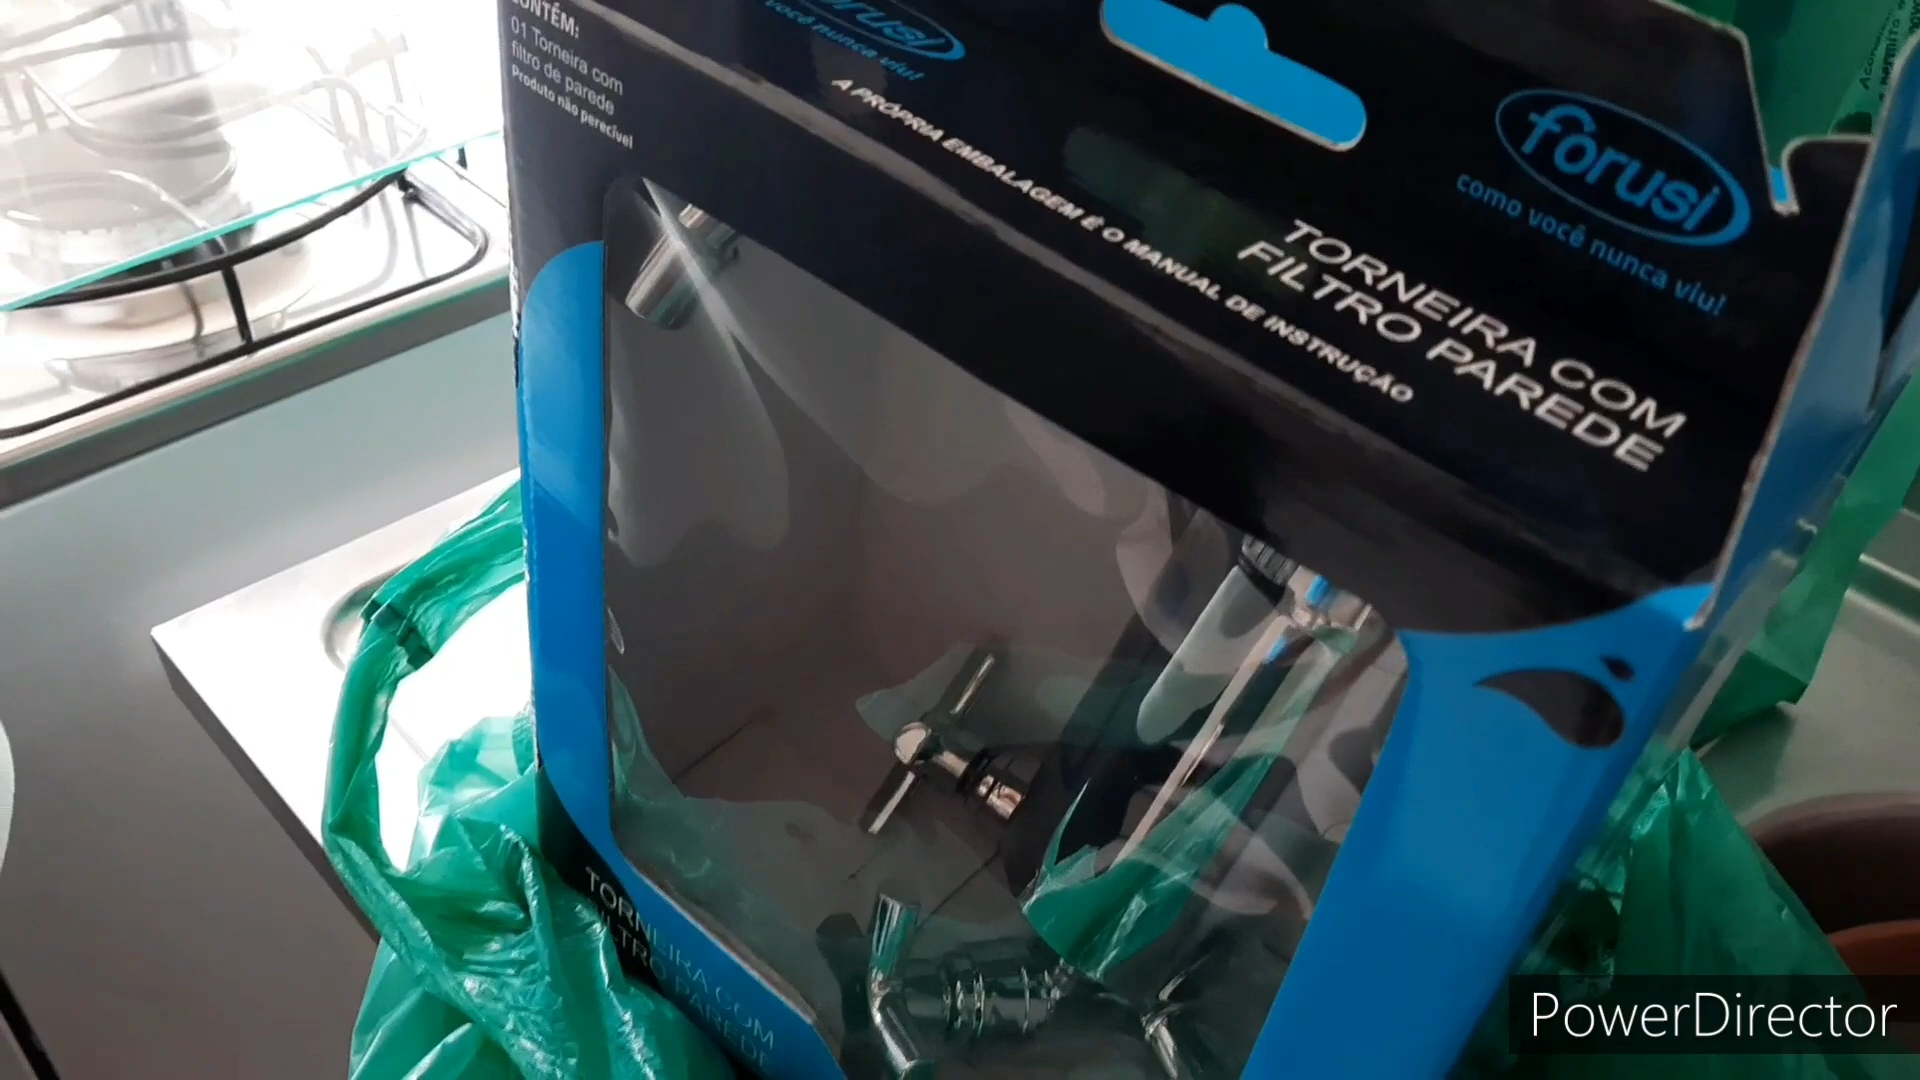 CONTÉM:
01 Torneira com
filtro de parede
Produto não perecível
forusi
você nunca viu!
A PRÓPRIA EMBALAGEM É O MANUAL DE INSTRUÇÃO
forusi
como você nunca viu!
TORNEIRA COM
FILTRO PAREDE
TORNEIRA COM
FILTRO PAREDE
PowerDirector